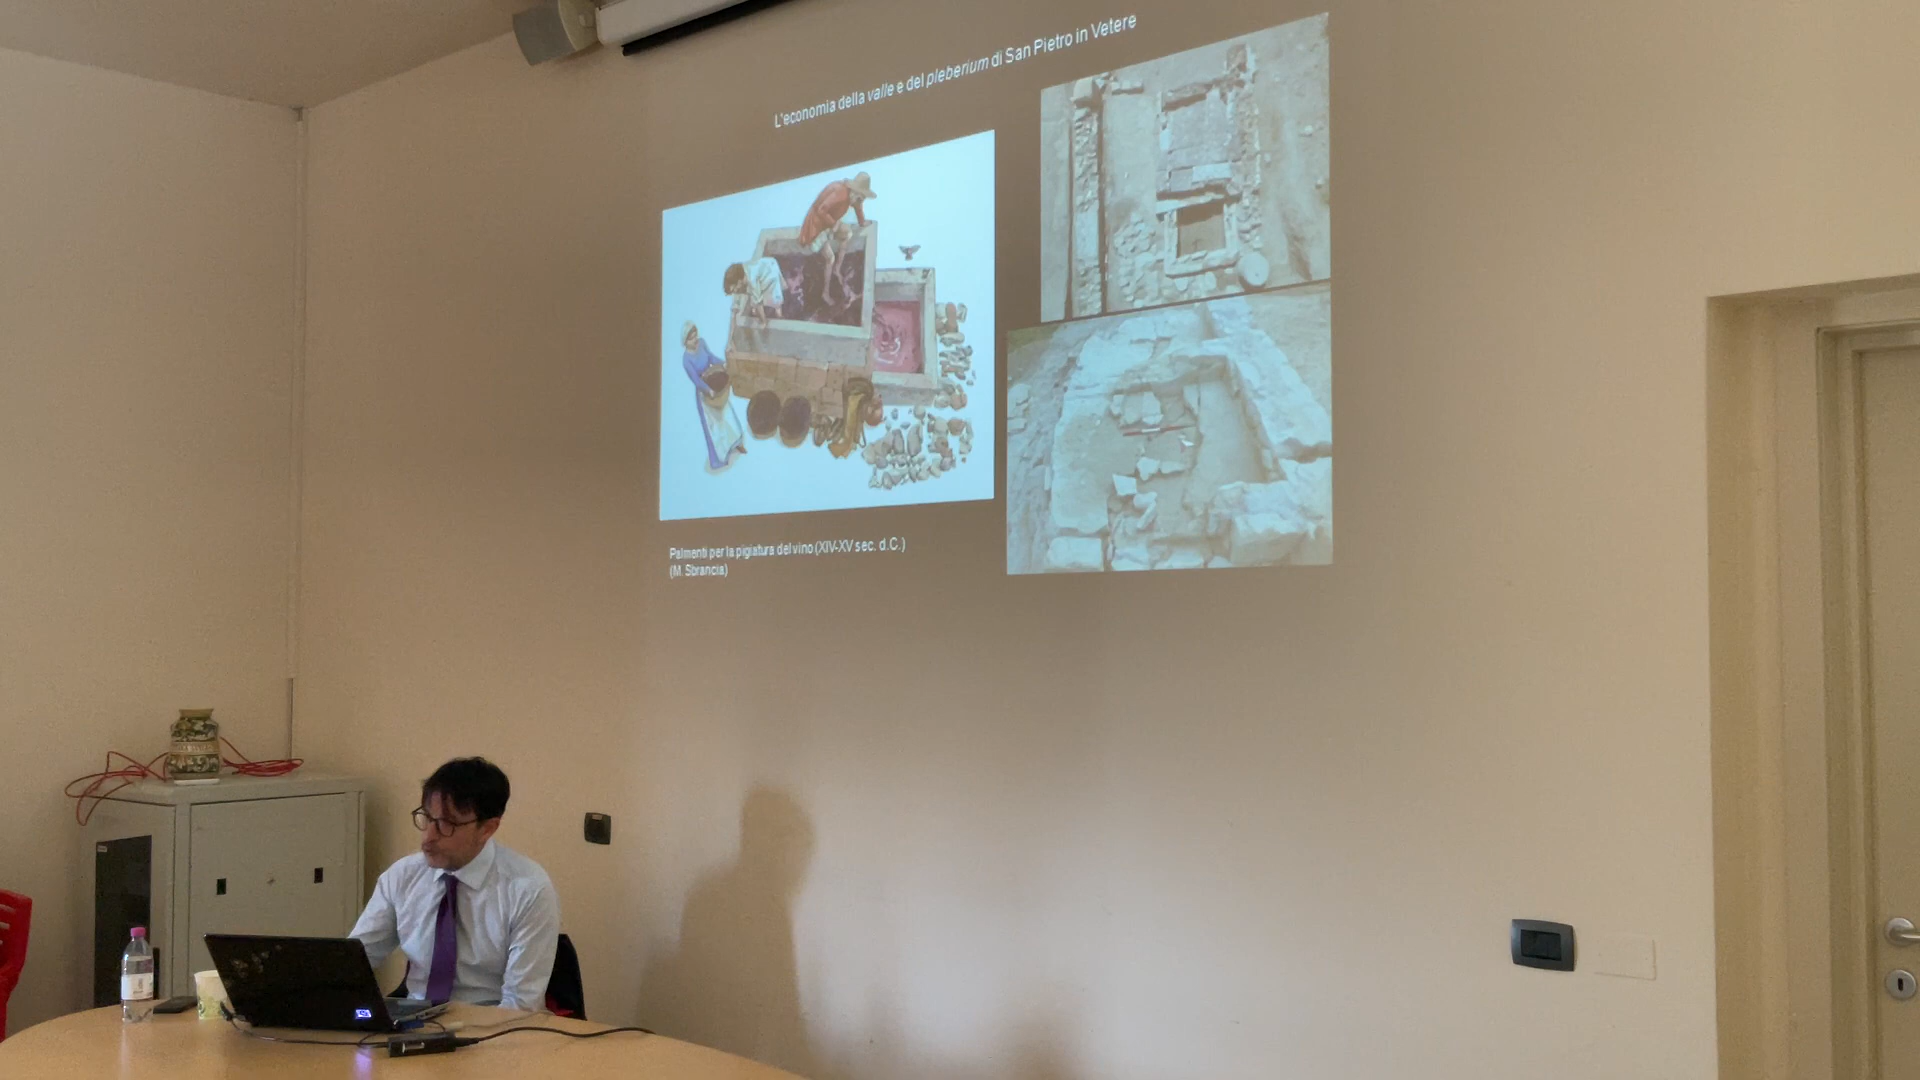 L'economia della valle e del pleberium di San Pietro in Vetere
Palmenti per la pigiatura del vino (XIV-XV sec. d.C.)
(M. Sbrancia)